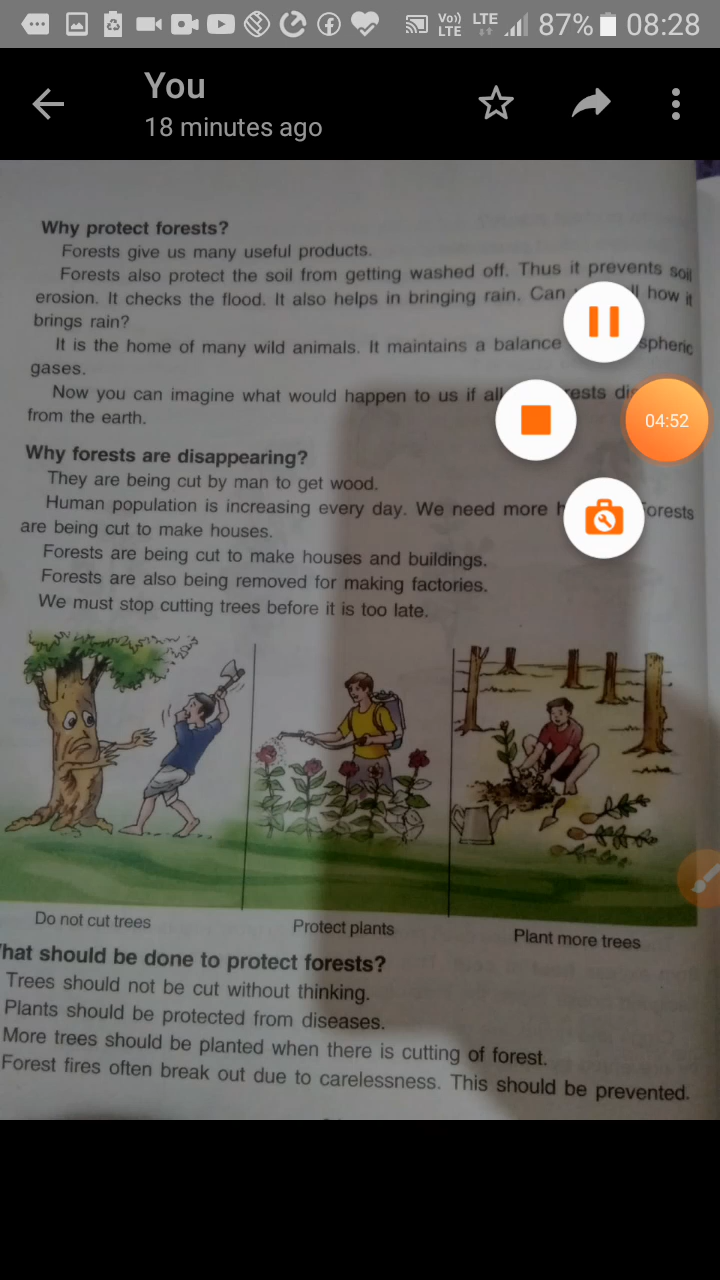 Vo)) LTE LTE 87% 08:28
You
18 minutes ago
Why protect forests?
Forests give us many useful products.
Forests also protect the soil from getting washed off. Thus it prevents soil
erosion. It checks the flood. It also helps in bringing rain. Can how it
brings rain?
It is the home of many wild animals. It maintains a balance
gases.
Now you can imagine what would happen to us if all
from the earth.
04:52
Why forests are disappearing?
They are being cut by man to get wood.
Human population is increasing every day. We need more
are being cut to make houses.
Forests are being cut to make houses and buildings.
Forests are also being removed for making factories.
We must stop cutting trees before it is too late.
Do not cut trees
Protect plants
Plant more trees
hat should be done to protect forests?
Trees should not be cut without thinking.
Plants should be protected from diseases.
More trees should be planted when there is cutting of forest.
Forest fires often break out due to carelessness. This should be prevented.